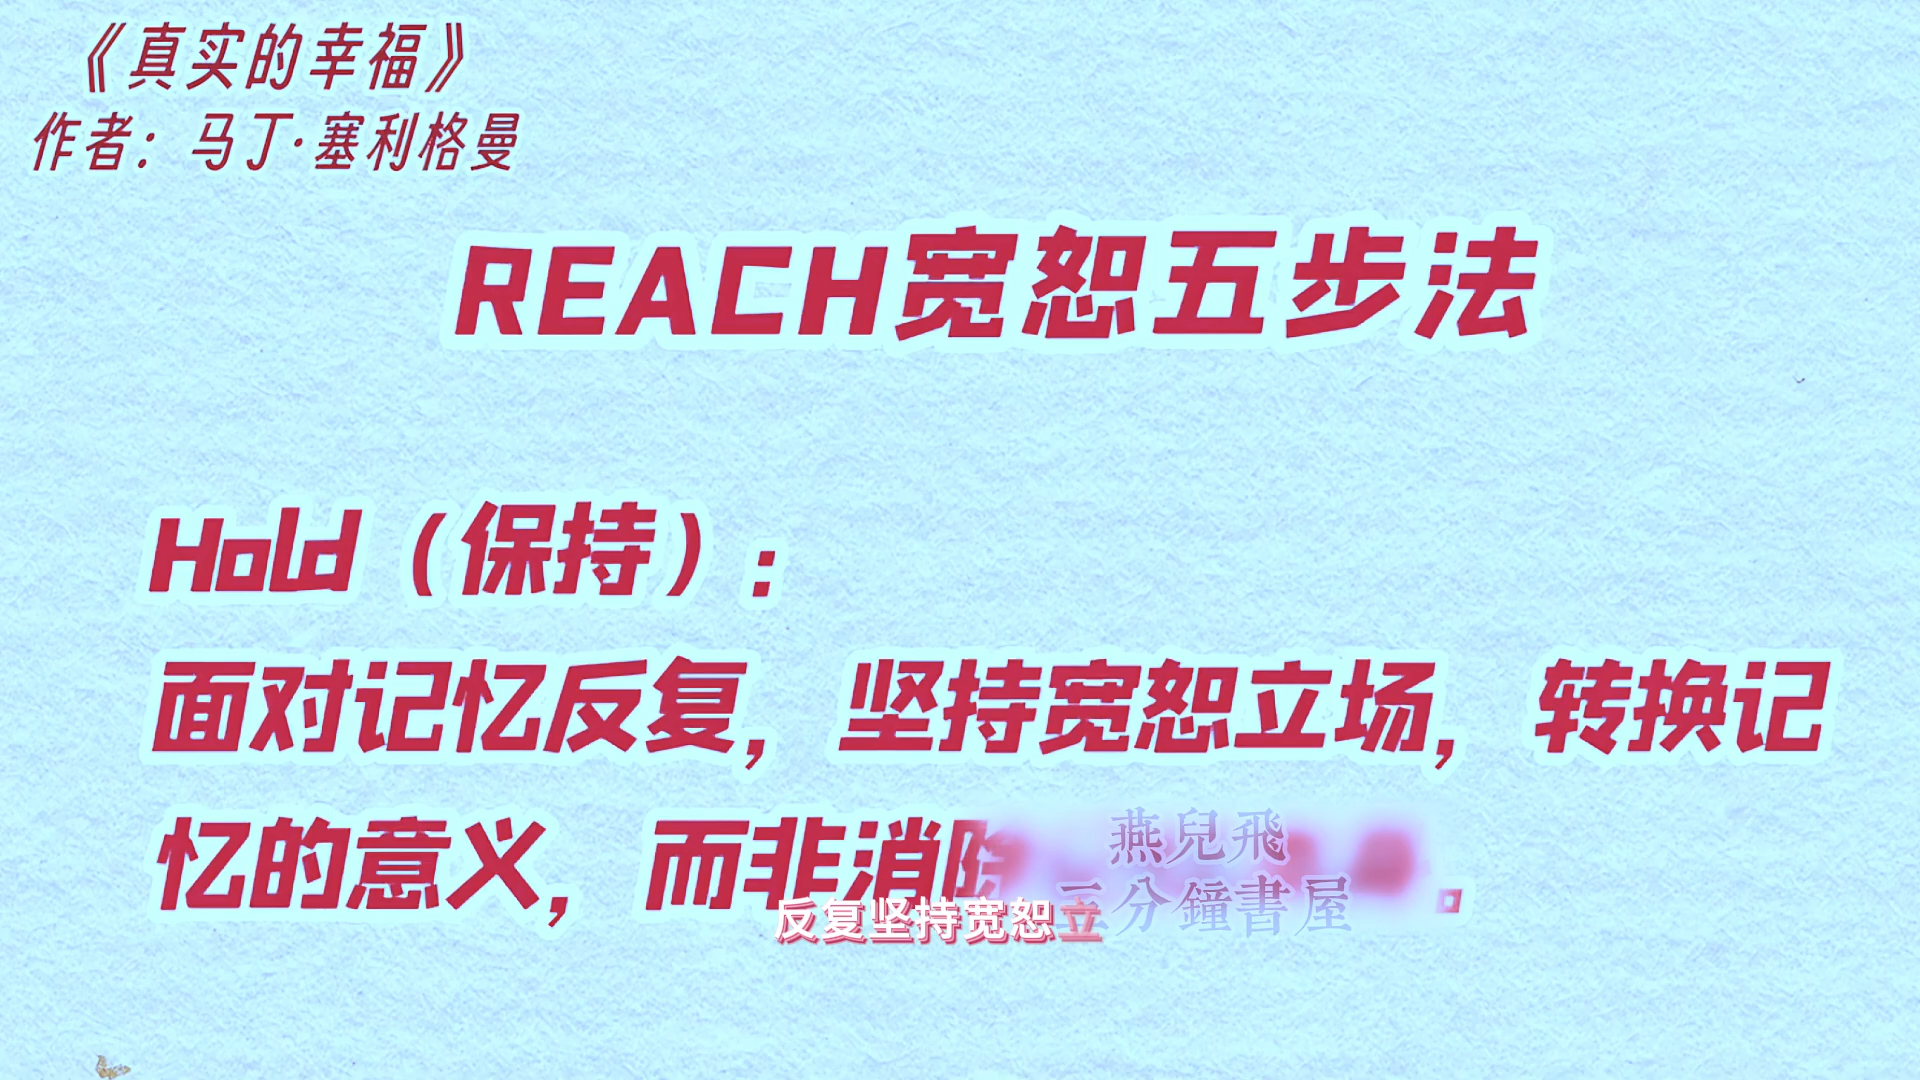 《真实的幸福》
作者：马丁·塞利格曼
REACH宽恕五步法
Hold（保持）：
面对记忆反复，坚持宽恕立场，转换记
忆的意义，而非消除。
燕兒飛
三分鐘書屋
反复坚持宽恕立